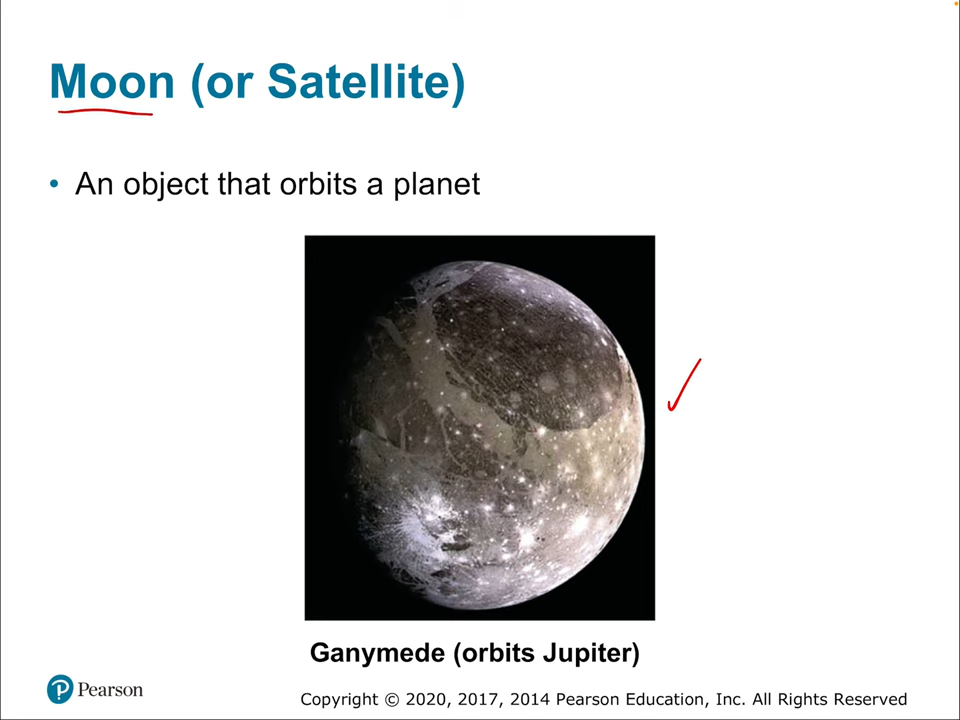 Moon (or Satellite)
• An object that orbits a planet
Ganymede (orbits Jupiter)
Pearson
Copyright © 2020, 2017, 2014 Pearson Education, Inc. All Rights Reserved